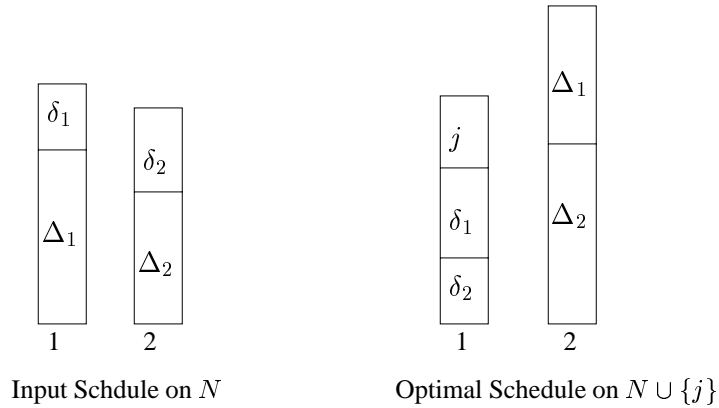 δ₁
Δ₁
δ₂
Δ₂
1
2
Input Schdule on N
j
δ₁
δ₂
Δ₁
Δ₂
1
2
Optimal Schedule on N ∪ {j}